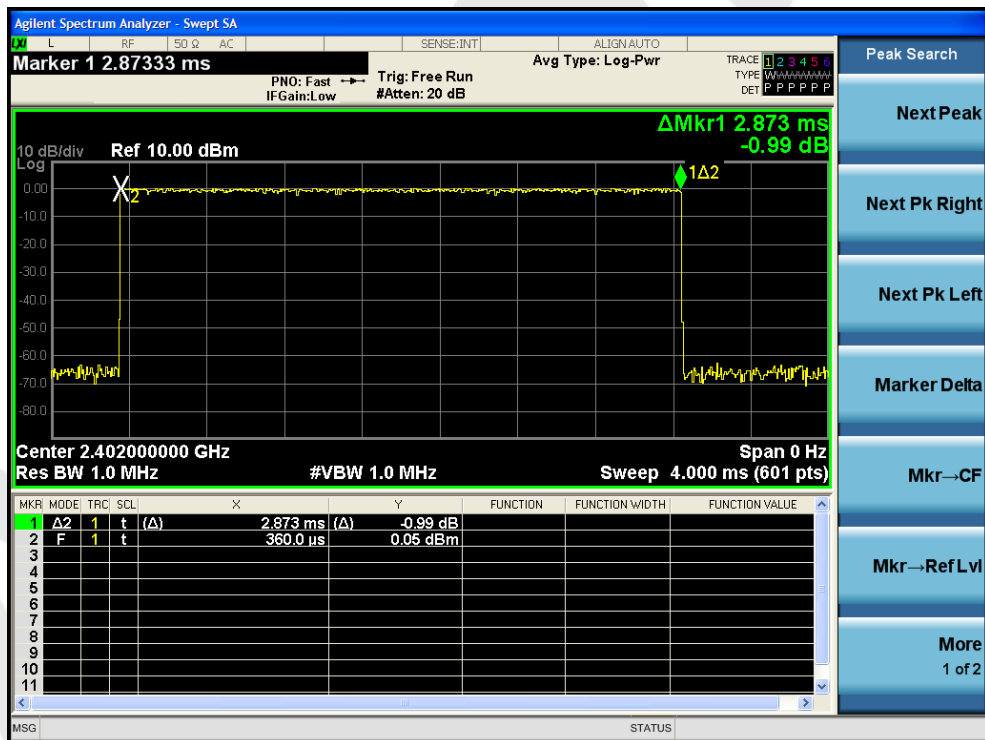 Agilent Spectrum Analyzer - Swept SA
LXI L RF 50 Ω AC SENSE:INT ALIGN AUTO
Marker 1 2.87333 ms
PNO: Fast
IFGain:Low
Trig: Free Run
#Atten: 20 dB
Avg Type: Log-Pwr
TRACE 1 2 3 4 5 6
TYPE WWWWWW
DET P P P P P P
Peak Search
Next Peak
Next Pk Right
Next Pk Left
Marker Delta
Mkr→CF
Mkr→Ref Lvl
More
1 of 2
ΔMkr1 2.873 ms
-0.99 dB
10 dB/div Ref 10.00 dBm
Log
0.00
-10.0
-20.0
-30.0
-40.0
-50.0
-60.0
-70.0
-80.0
2
1Δ2
Center 2.402000000 GHz Span 0 Hz
Res BW 1.0 MHz #VBW 1.0 MHz Sweep 4.000 ms (601 pts)
MKR MODE TRC SCL X Y FUNCTION FUNCTION WIDTH FUNCTION VALUE
1 Δ2 1 t (Δ) 2.873 ms (Δ) -0.99 dB
2 F 1 t 360.0 µs 0.05 dBm
3
4
5
6
7
8
9
10
11
MSG STATUS